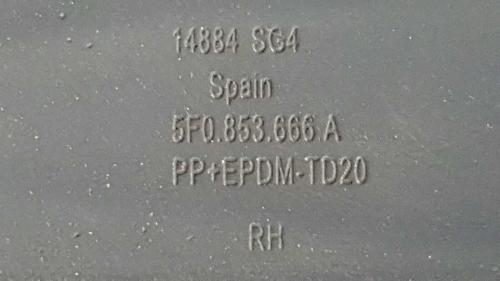 14884 SG4
Spain
5F0.853.666.A
PP+EPDM-TD20
RH